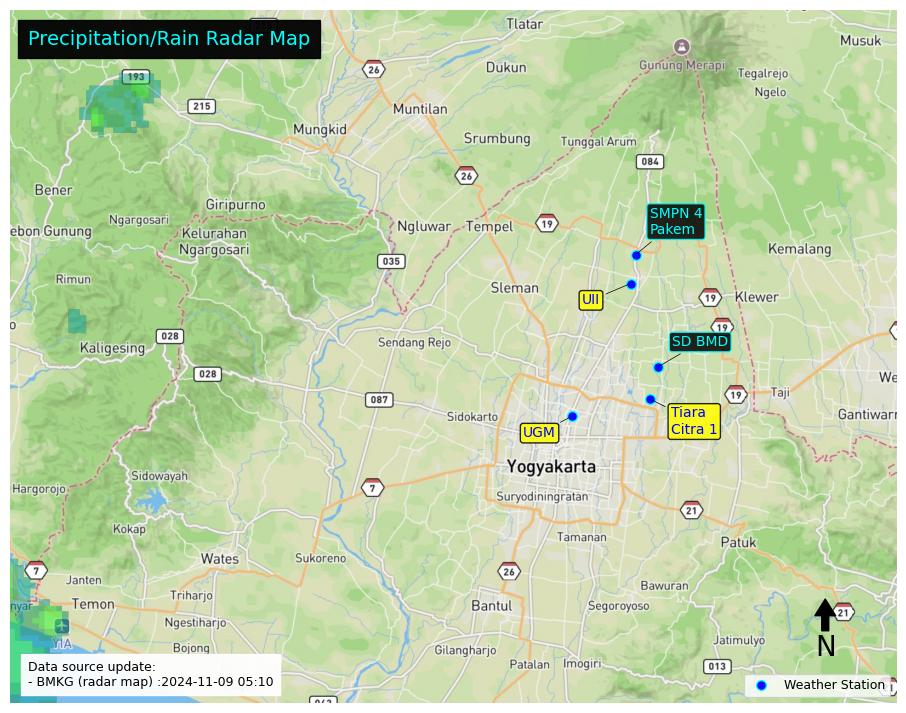 Precipitation/Rain Radar Map
Tlatar
Musuk
Gunung Merapi
26
Dukun
193
Tegalrejo
Ngelo
215
Muntilan
Mungkid
Srumbung
Tunggal Arum
084
26
Bener
Giripurno
Ngargosari
SMPN 4
Pakem
Ngluwar
Tempel
19
ebon Gunung
Kelurahan
Ngargosari
Kemalang
035
Rimun
Sleman
UII
19
Klewer
19
028
Sendang Rejo
SD BMD
Kaligesing
028
19
Taji
We
087
Sidokarto
Tiara
Citra 1
Gantiwarn
UGM
Yogyakarta
Sidowayah
Hargorojo
7
Suryodiningratan
21
Kokap
Tamanan
Patuk
Wates
Sukoreno
7
Janten
26
Bawuran
nyar
Temon
Triharjo
Bantul
Segoroyoso
21
Ngestiharjo
YIA
Jatimulyo
N
Bojong
Gilangharjo
Patalan
Imogiri
013
Data source update:
- BMKG (radar map) :2024-11-09 05:10
Weather Station